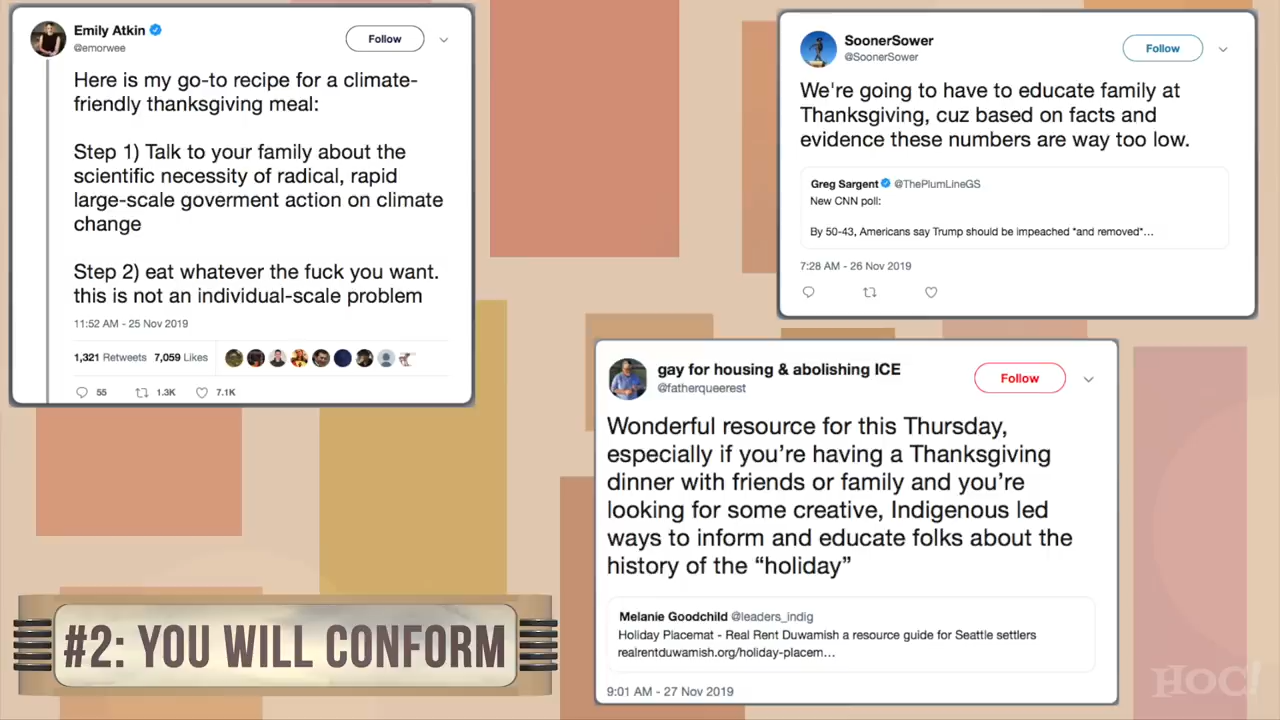 Emily Atkin
@emorwee
Follow
Here is my go-to recipe for a climate-
friendly thanksgiving meal:
Step 1) Talk to your family about the
scientific necessity of radical, rapid
large-scale goverment action on climate
change
Step 2) eat whatever the fuck you want.
this is not an individual-scale problem
11:52 AM - 25 Nov 2019
1,321 Retweets 7,059 Likes
55 1.3K 7.1K
SoonerSower
@SoonerSower
Follow
We're going to have to educate family at
Thanksgiving, cuz based on facts and
evidence these numbers are way too low.
Greg Sargent @ThePlumLineGS
New CNN poll:
By 50-43, Americans say Trump should be impeached *and removed*...
7:28 AM - 26 Nov 2019
gay for housing & abolishing ICE
@fatherqueerest
Follow
Wonderful resource for this Thursday,
especially if you're having a Thanksgiving
dinner with friends or family and you're
looking for some creative, Indigenous led
ways to inform and educate folks about the
history of the “holiday”
Melanie Goodchild @leaders_indig
Holiday Placemat - Real Rent Duwamish a resource guide for Seattle settlers
realrentduwamish.org/holiday-placem...
9:01 AM - 27 Nov 2019
#2: YOU WILL CONFORM
HOC!